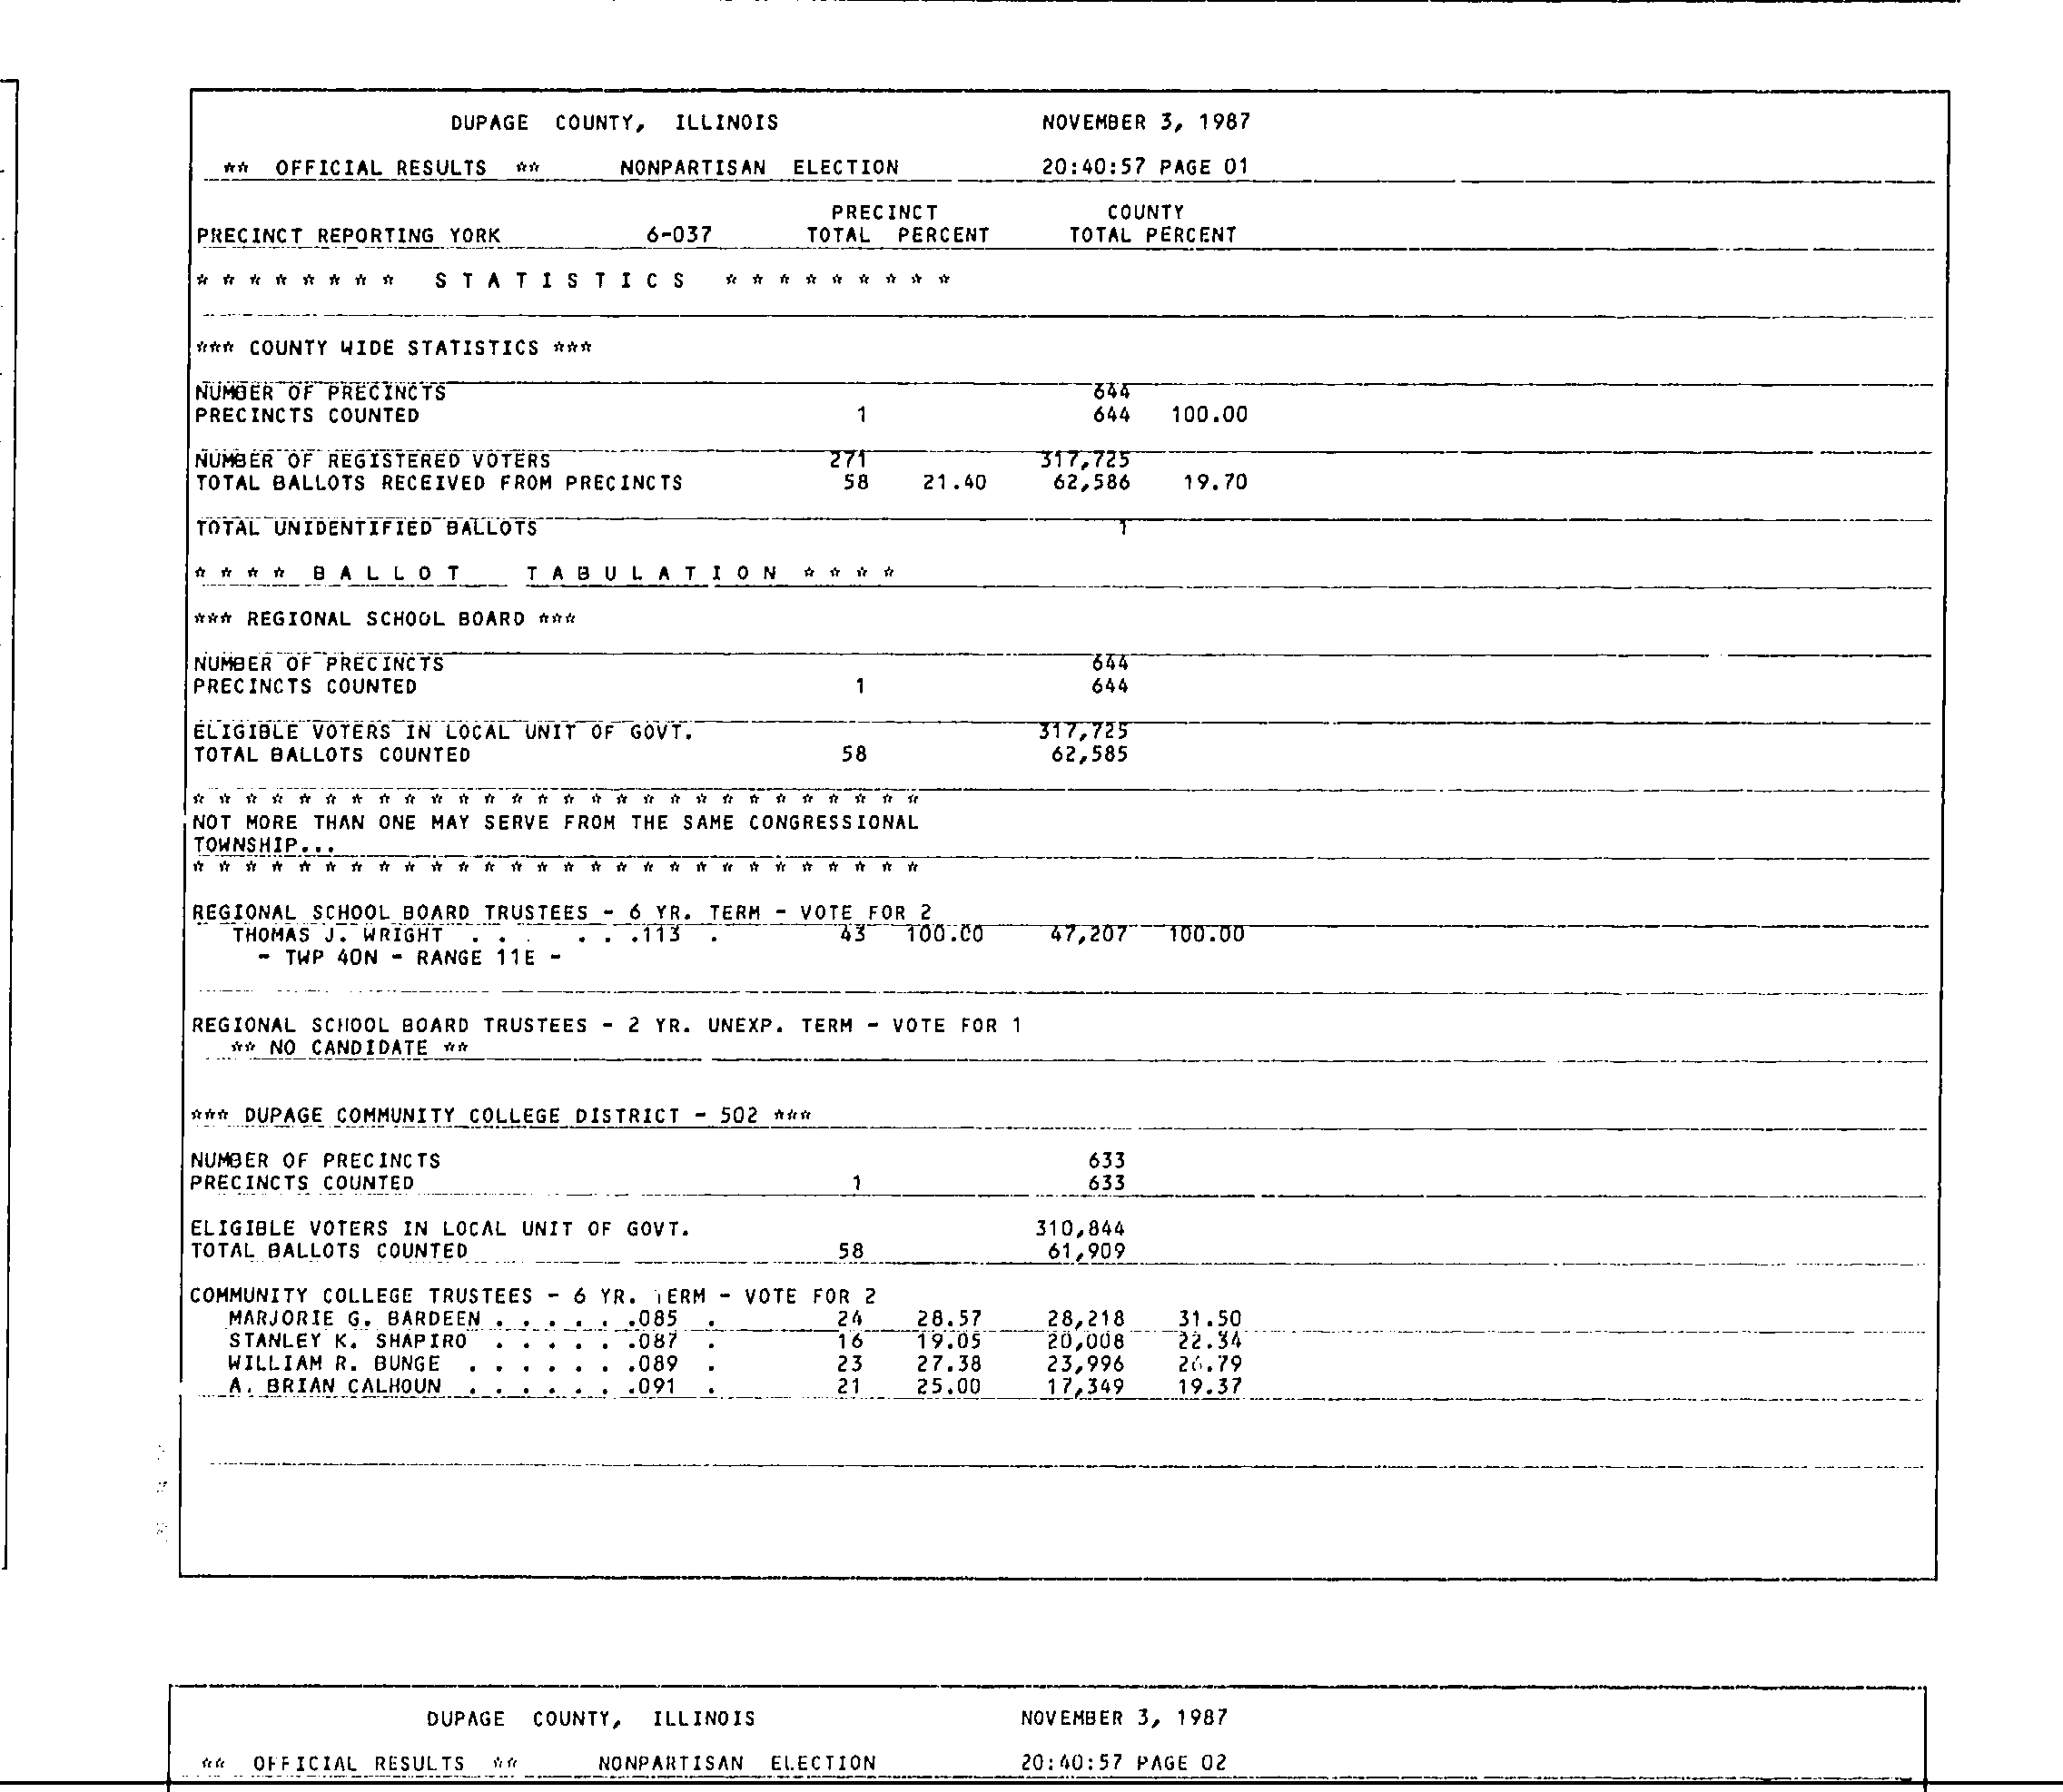 DUPAGE COUNTY, ILLINOIS NOVEMBER 3, 1987
** OFFICIAL RESULTS ** NONPARTISAN ELECTION 20:40:57 PAGE 01
PRECINCT COUNTY
PRECINCT REPORTING YORK 6-037 TOTAL PERCENT TOTAL PERCENT
* * * * * * * * S T A T I S T I C S * * * * * * * * *
*** COUNTY WIDE STATISTICS ***
NUMBER OF PRECINCTS 644
PRECINCTS COUNTED 1 644 100.00
NUMBER OF REGISTERED VOTERS 271 317,725
TOTAL BALLOTS RECEIVED FROM PRECINCTS 58 21.40 62,586 19.70
TOTAL UNIDENTIFIED BALLOTS 1
* * * * B A L L O T T A B U L A T I O N * * * *
*** REGIONAL SCHOOL BOARD ***
NUMBER OF PRECINCTS 644
PRECINCTS COUNTED 1 644
ELIGIBLE VOTERS IN LOCAL UNIT OF GOVT. 317,725
TOTAL BALLOTS COUNTED 58 62,585
* * * * * * * * * * * * * * * * * * * * * * * * * * * *
NOT MORE THAN ONE MAY SERVE FROM THE SAME CONGRESSIONAL
TOWNSHIP...
* * * * * * * * * * * * * * * * * * * * * * * * * * * *
REGIONAL SCHOOL BOARD TRUSTEES - 6 YR. TERM - VOTE FOR 2
THOMAS J. WRIGHT . . . . . .113 . 43 100.00 47,207 100.00
- TWP 40N - RANGE 11E -
REGIONAL SCHOOL BOARD TRUSTEES - 2 YR. UNEXP. TERM - VOTE FOR 1
** NO CANDIDATE **
*** DUPAGE COMMUNITY COLLEGE DISTRICT - 502 ***
NUMBER OF PRECINCTS 633
PRECINCTS COUNTED 1 633
ELIGIBLE VOTERS IN LOCAL UNIT OF GOVT. 310,844
TOTAL BALLOTS COUNTED 58 61,909
COMMUNITY COLLEGE TRUSTEES - 6 YR. TERM - VOTE FOR 2
MARJORIE G. BARDEEN . . . . . .085 . 24 28.57 28,218 31.50
STANLEY K. SHAPIRO . . . . . .087 . 16 19.05 20,008 22.34
WILLIAM R. BUNGE . . . . . . .089 . 23 27.38 23,996 26.79
A. BRIAN CALHOUN . . . . . . .091 . 21 25.00 17,349 19.37
DUPAGE COUNTY, ILLINOIS NOVEMBER 3, 1987
** OFFICIAL RESULTS ** NONPARTISAN ELECTION 20:40:57 PAGE 02